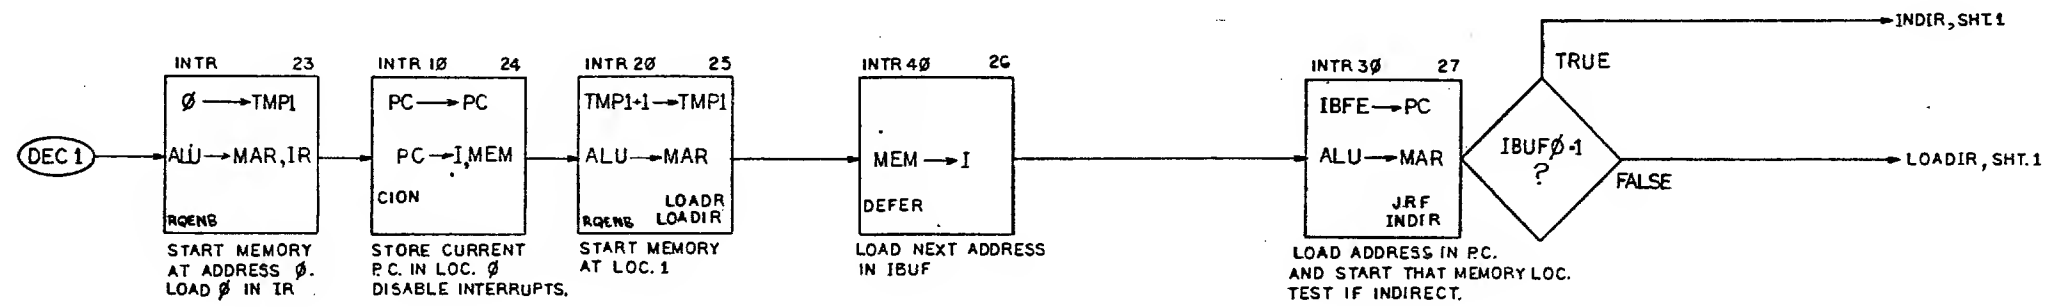 DEC 1
INTR 23
Ø → TMP1
ALU → MAR, IR
RQENB
START MEMORY
AT ADDRESS Ø.
LOAD Ø IN IR
INTR 1Ø 24
PC → PC
PC → I, MEM
CION
STORE CURRENT
P.C. IN LOC. Ø
DISABLE INTERRUPTS.
INTR 2Ø 25
TMP1+1 → TMP1
ALU → MAR
LOADR
RQENB LOADIR
START MEMORY
AT LOC. 1
INTR 4Ø 26
MEM → I
DEFER
LOAD NEXT ADDRESS
IN IBUF
INTR 3Ø 27
IBFE → PC
ALU → MAR
J.R F
INDIR
LOAD ADDRESS IN P.C.
AND START THAT MEMORY LOC.
TEST IF INDIRECT.
IBUFØ-1
?
TRUE
INDIR, SHT.1
FALSE
LOADIR, SHT.1